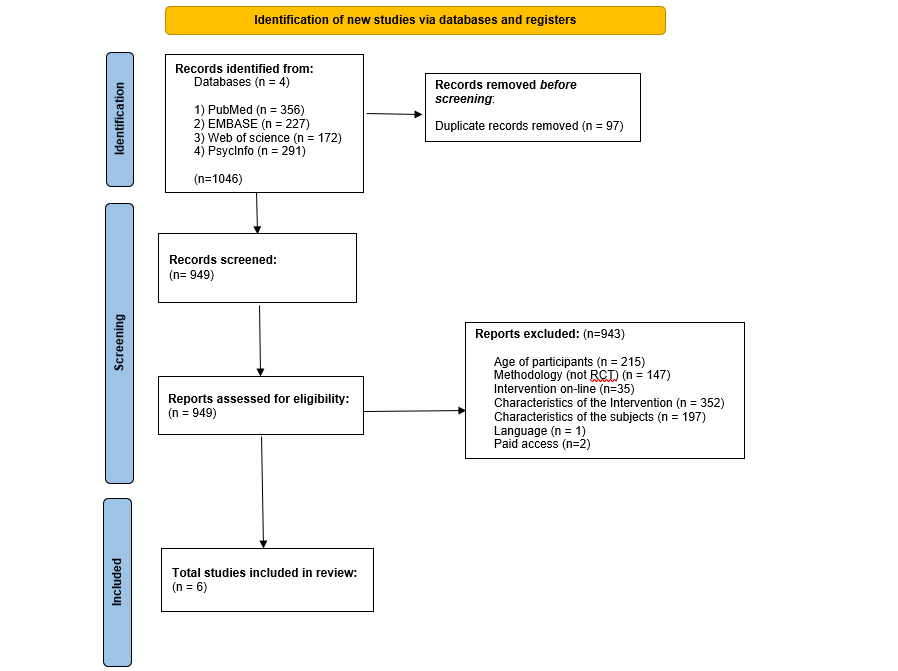 Identification of new studies via databases and registers
Identification
Records identified from:
Databases (n = 4)
1) PubMed (n = 356)
2) EMBASE (n = 227)
3) Web of science (n = 172)
4) PsycInfo (n = 291)
(n=1046)
Records removed before
screening:
Duplicate records removed (n = 97)
Screening
Records screened:
(n= 949)
Reports assessed for eligibility:
(n = 949)
Reports excluded: (n=943)
Age of participants (n = 215)
Methodology (not RCT) (n = 147)
Intervention on-line (n=35)
Characteristics of the Intervention (n = 352)
Characteristics of the subjects (n = 197)
Language (n = 1)
Paid access (n=2)
Included
Total studies included in review:
(n = 6)